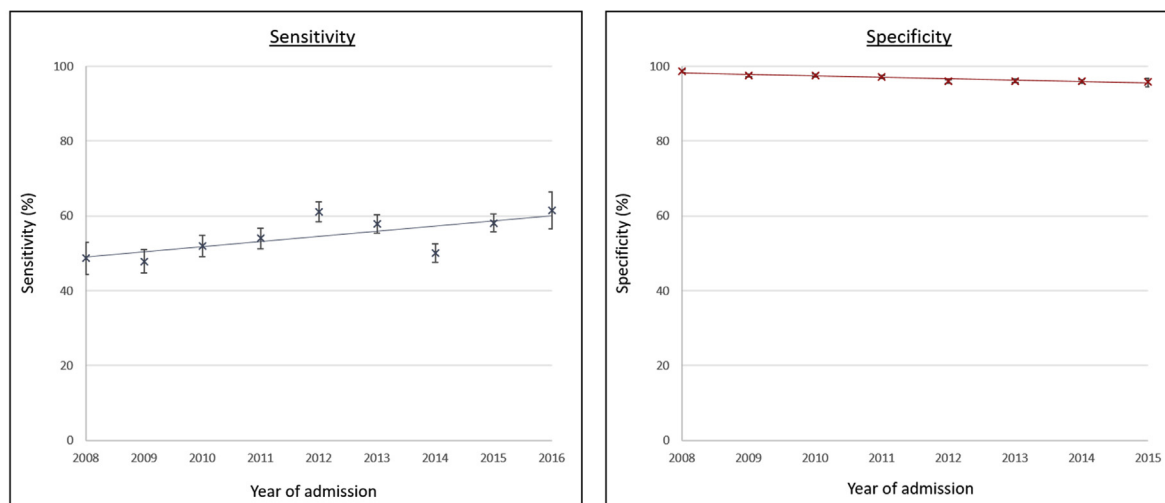 Sensitivity
100
80
60
40
20
0
Sensitivity (%)
2008 2009 2010 2011 2012 2013 2014 2015 2016
Year of admission
Specificity
100
80
60
40
20
0
Specificity (%)
2008 2009 2010 2011 2012 2013 2014 2015
Year of admission